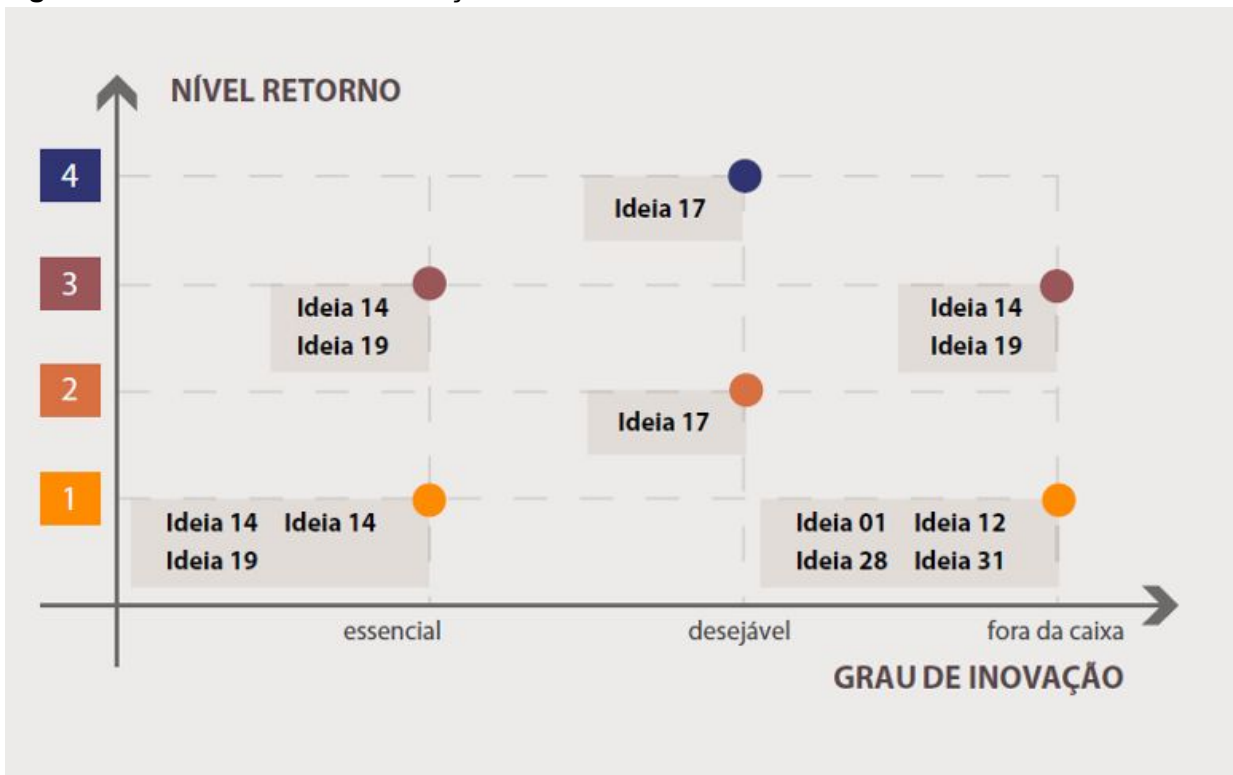 NÍVEL RETORNO
4
Ideia 17
3
Ideia 14
Ideia 19
Ideia 14
Ideia 19
2
Ideia 17
1
Ideia 14 Ideia 14
Ideia 19
Ideia 01 Ideia 12
Ideia 28 Ideia 31
essencial
desejável
fora da caixa
GRAU DE INOVAÇÃO